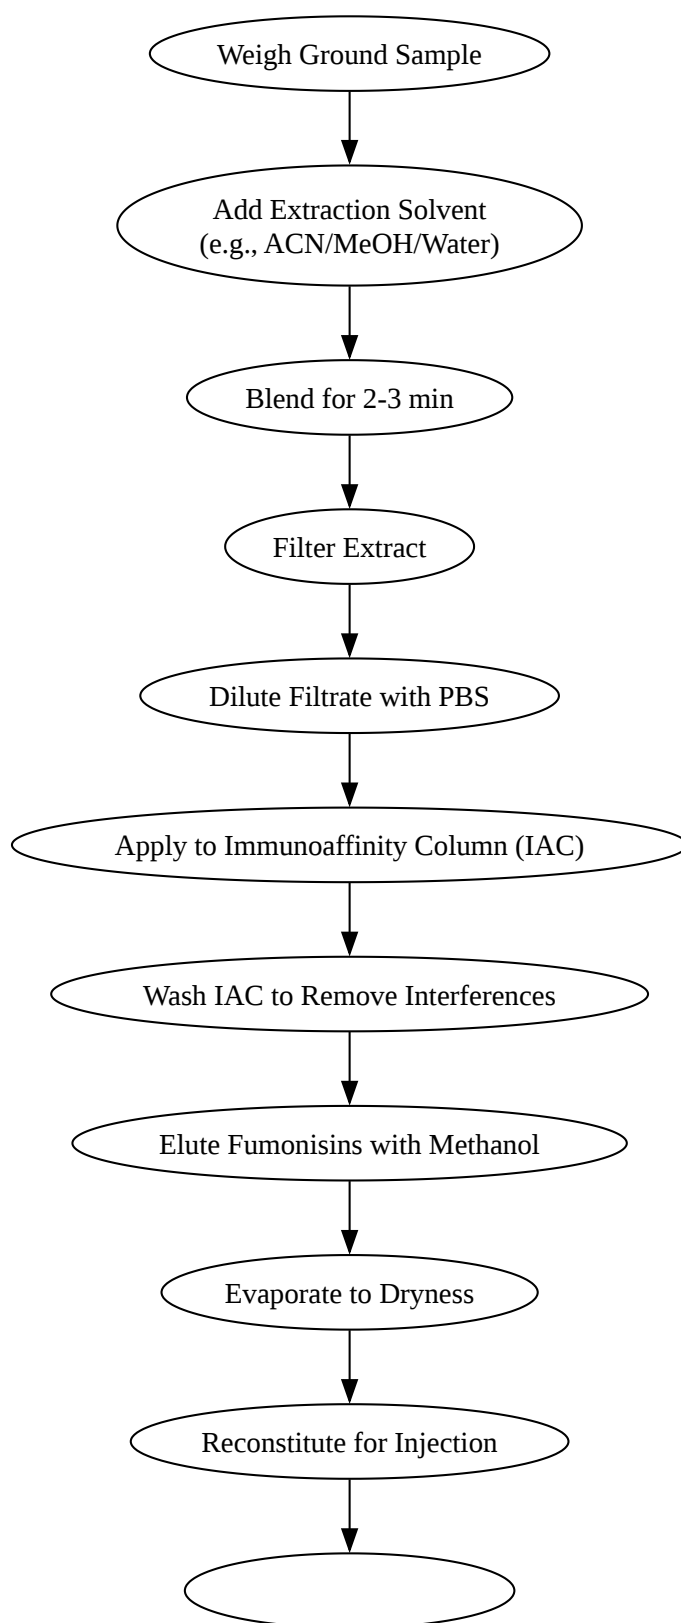 Weigh Ground Sample
Add Extraction Solvent
(e.g., ACN/MeOH/Water)
Blend for 2-3 min
Filter Extract
Dilute Filtrate with PBS
Apply to Immunoaffinity Column (IAC)
Wash IAC to Remove Interferences
Elute Fumonisins with Methanol
Evaporate to Dryness
Reconstitute for Injection